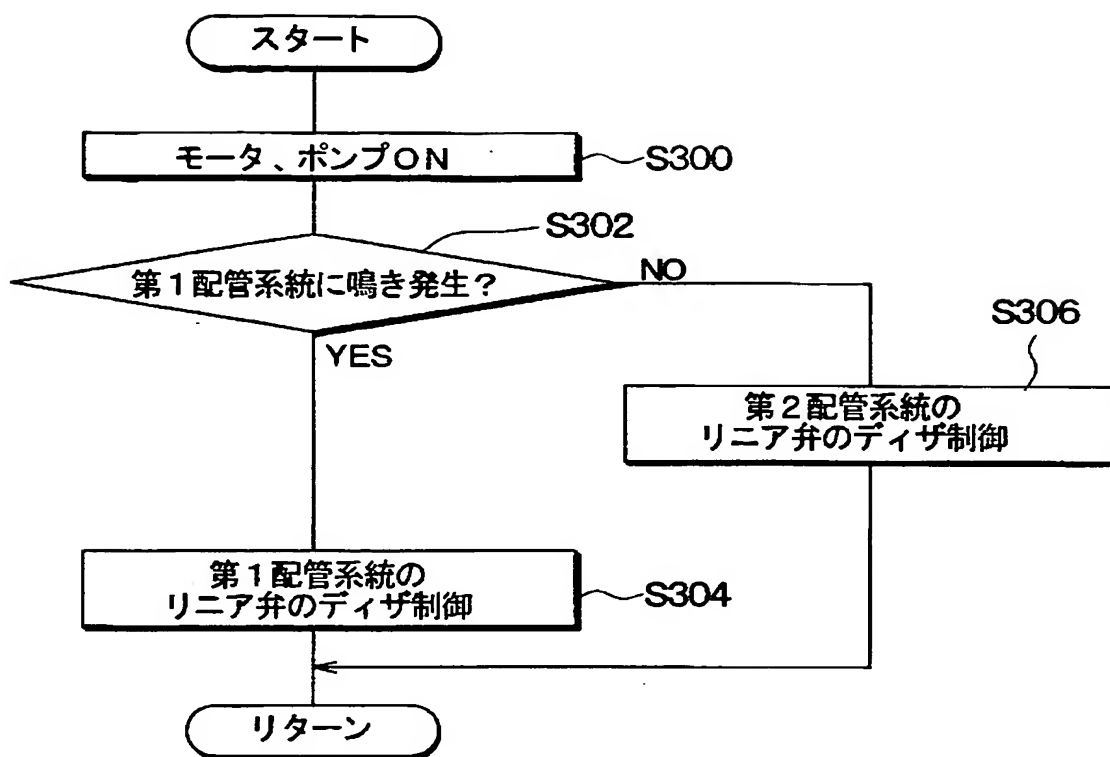 スタート
モータ、ポンプON
S300
S302
第1配管系統に鳴き発生?
NO
YES
S306
第2配管系統の
リニア弁のディザ制御
第1配管系統の
リニア弁のディザ制御
S304
リターン